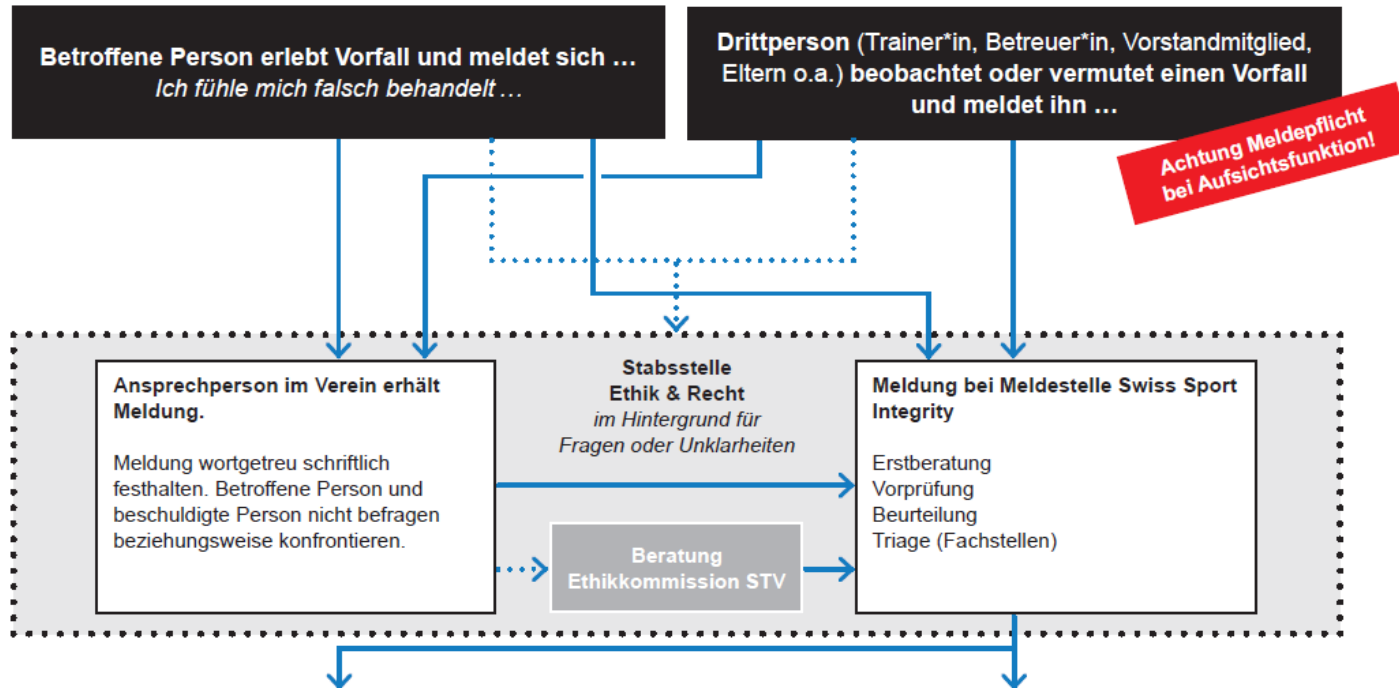 Betroffene Person erlebt Vorfall und meldet sich ...
Ich fühle mich falsch behandelt ...
Drittperson (Trainer*in, Betreuer*in, Vorstandmitglied,
Eltern o.a.) beobachtet oder vermutet einen Vorfall
und meldet ihn ...
Achtung Meldepflicht
bei Aufsichtsfunktion!
Ansprechperson im Verein erhält
Meldung.
Meldung wortgetreu schriftlich
festhalten. Betroffene Person und
beschuldigte Person nicht befragen
beziehungsweise konfrontieren.
Stabsstelle
Ethik & Recht
im Hintergrund für
Fragen oder Unklarheiten
Beratung
Ethikkommission STV
Meldung bei Meldestelle Swiss Sport
Integrity
Erstberatung
Vorprüfung
Beurteilung
Triage (Fachstellen)